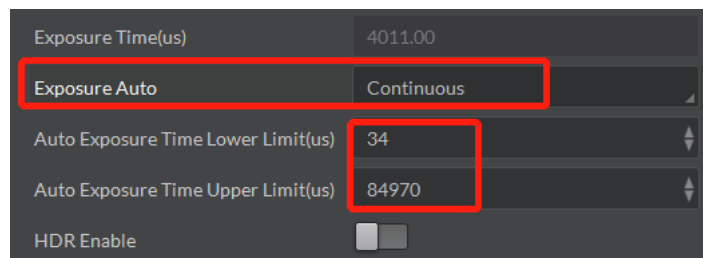 Exposure Time(us) 4011.00
Exposure Auto Continuous
Auto Exposure Time Lower Limit(us) 34
Auto Exposure Time Upper Limit(us) 84970
HDR Enable